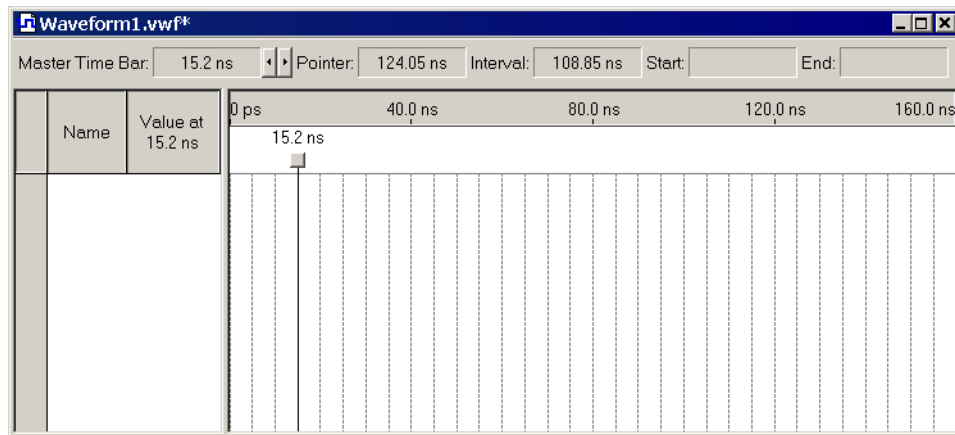 Waveform1.vwf*
Master Time Bar: 15.2 ns Pointer: 124.05 ns Interval: 108.85 ns Start: End:
Name Value at 15.2 ns
0 ps 40.0 ns 80.0 ns 120.0 ns 160.0 ns
15.2 ns